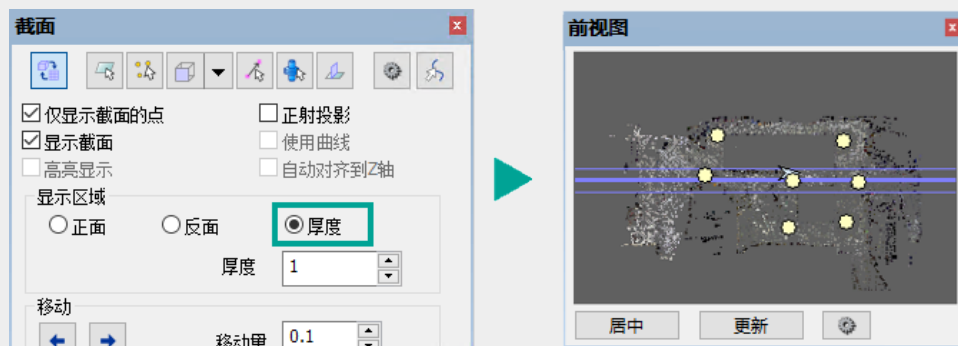 截面
仅显示截面的点
正射投影
显示截面
使用曲线
高亮显示
自动对齐到Z轴
显示区域
正面
反面
厚度
厚度
1
移动
移动量
0.1
前视图
居中
更新